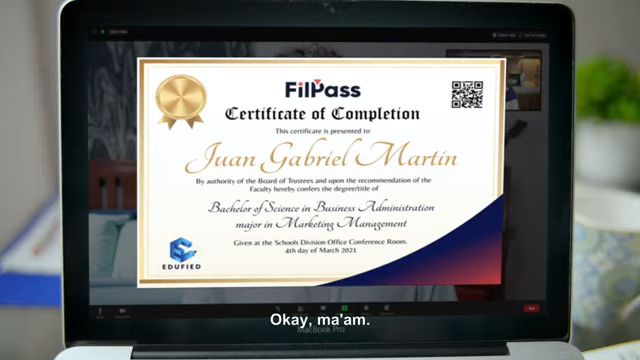 FilPass
Certificate of Completion
This certificate is presented to
Juan Gabriel Martin
By authority of the Board of Trustees and upon the recommendation of the
Faculty hereby confers the degree/title of
Bachelor of Science in Business Administration
major in Marketing Management
Given at the Schools Division Office Conference Room,
4th day of March 2021
EDUFIED
Okay, ma'am.
MacBook Pro